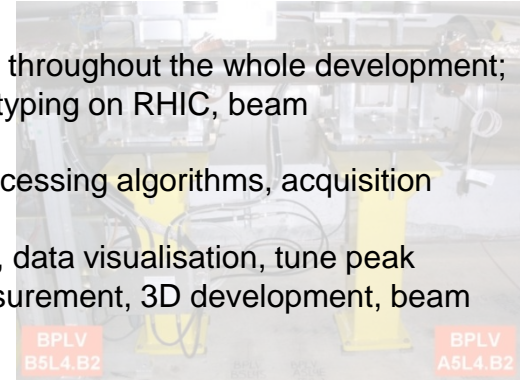 throughout the whole development;
typing on RHIC, beam
cessing algorithms, acquisition
, data visualisation, tune peak
surement, 3D development, beam
BPLV
B5L4.B2
BPLV
A5L4.B2